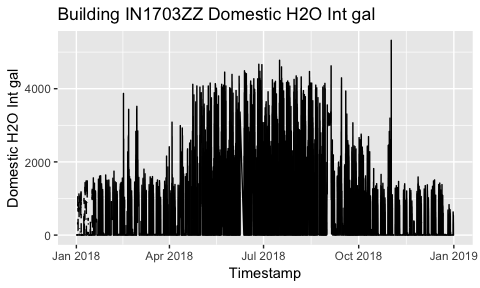 Building IN1703ZZ Domestic H2O Int gal
Domestic H2O Int gal
4000
2000
0
Jan 2018
Apr 2018
Jul 2018
Oct 2018
Jan 2019
Timestamp